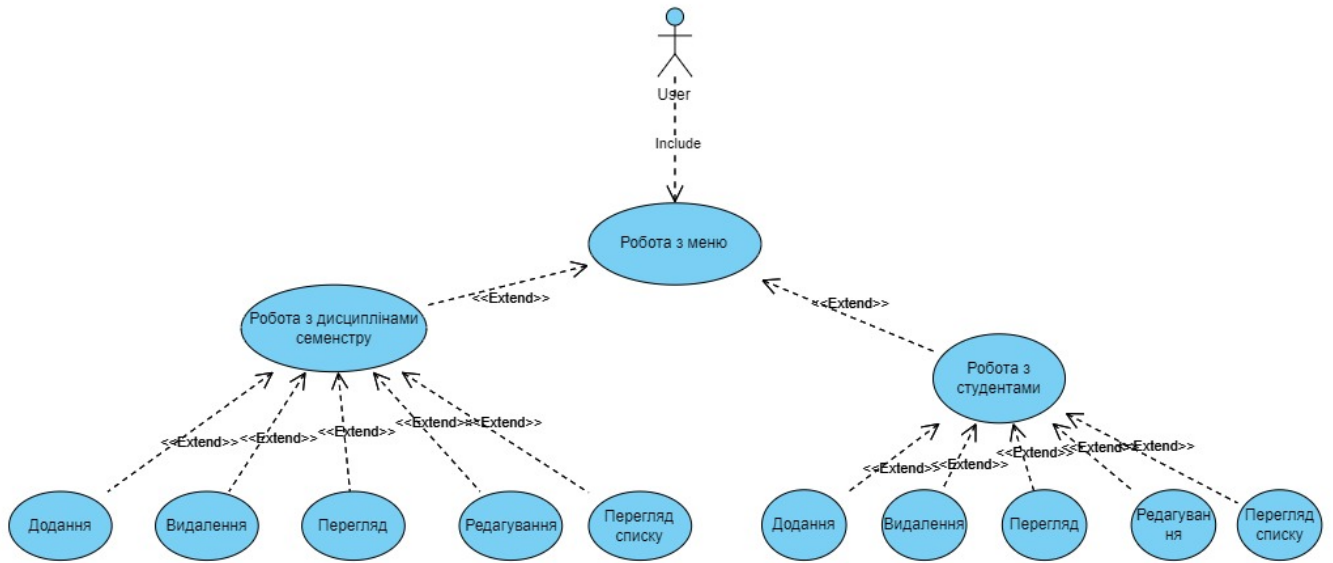 User
Include
Робота з меню
<<Extend>>
<<Extend>>
Робота з дисциплінами
семенстру
Робота з
студентами
<<Extend>>
<<Extend>>
<<Extend>>
<<Extend>>
<<Extend>>
<<Extend>>
<<Extend>>
<<Extend>>
<<Extend>>
<<Extend>>
Додання
Видалення
Перегляд
Редагування
Перегляд
списку
Додання
Видалення
Перегляд
Редагуван
ня
Перегляд
списку